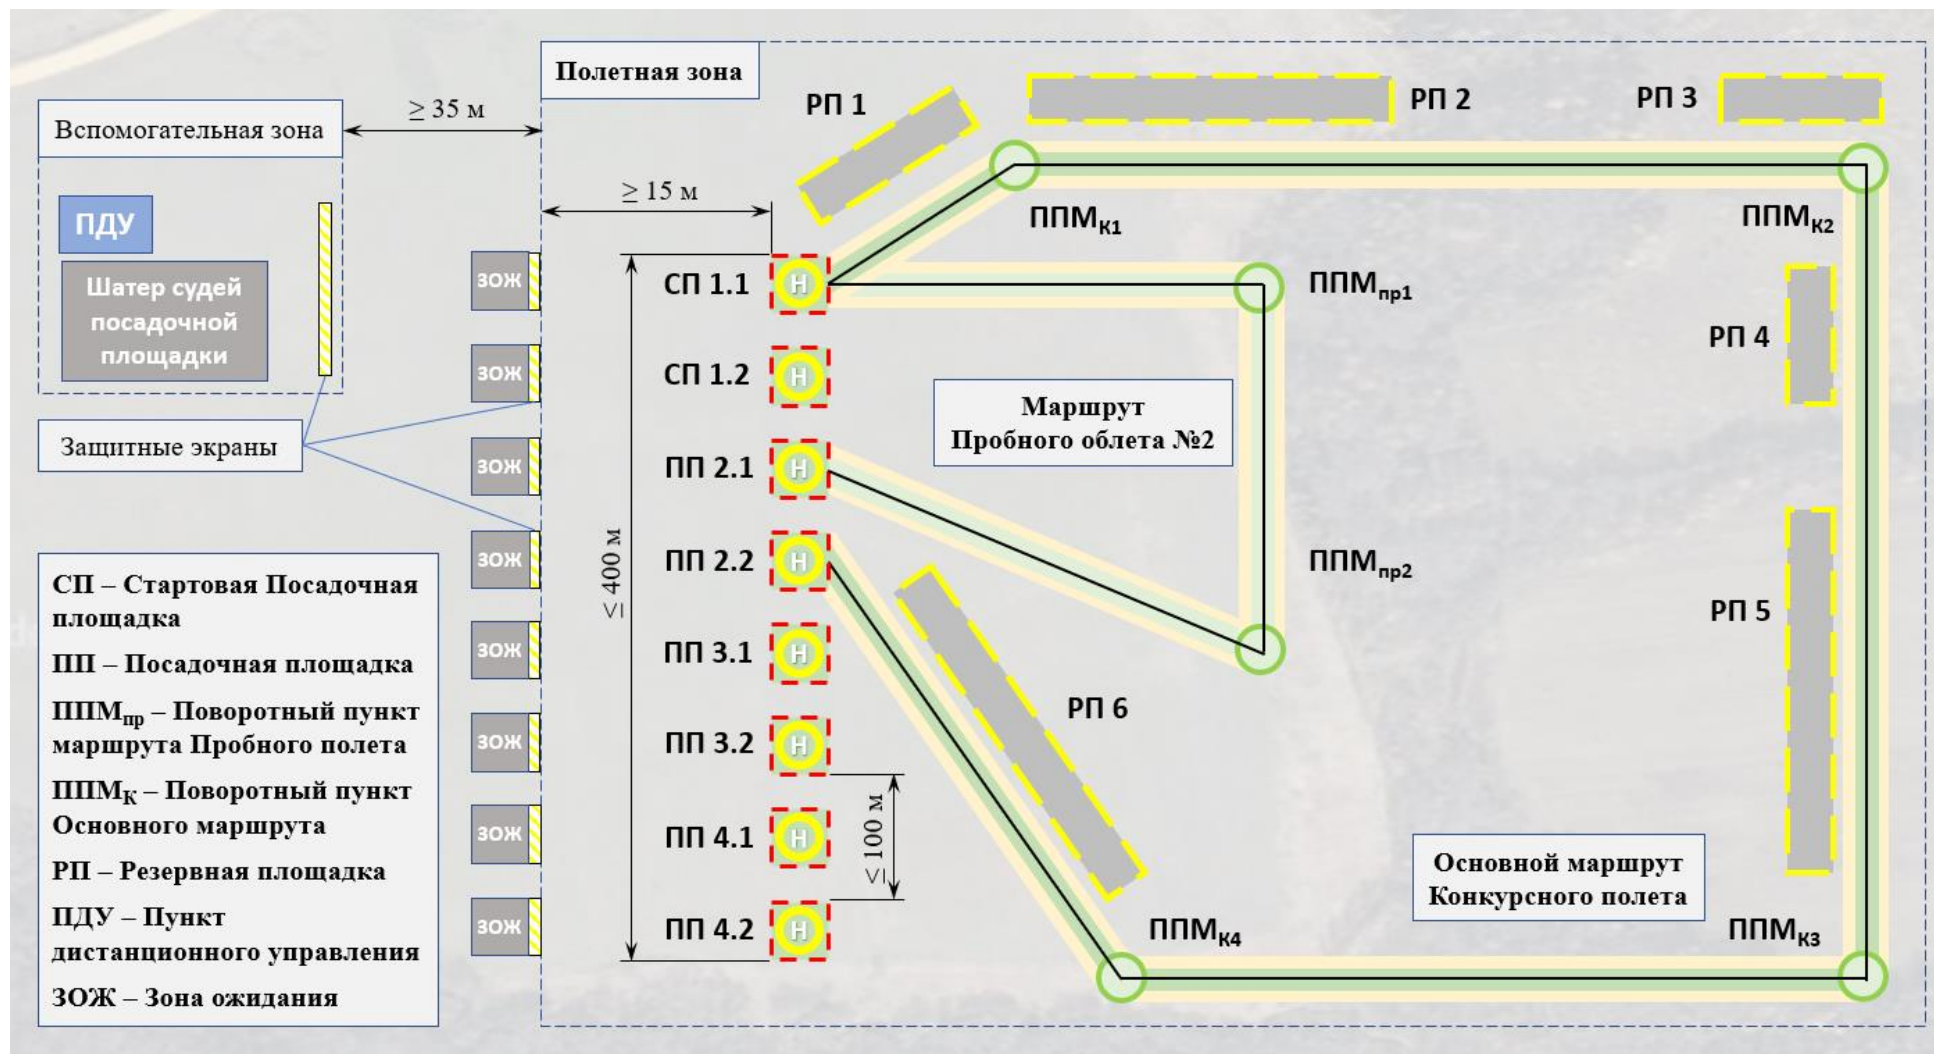 Полетная зона
РП 1
РП 2
РП 3
≥ 35 м
Вспомогательная зона
ПДУ
Шатер судей
посадочной
площадки
≥ 15 м
ППМК1
ППМК2
ЗОЖ
СП 1.1
Н
ППМпр1
РП 4
ЗОЖ
СП 1.2
Н
Маршрут
Пробного облета №2
Защитные экраны
ЗОЖ
ПП 2.1
Н
ЗОЖ
≤ 400 м
ПП 2.2
Н
ППМпр2
РП 5
ЗОЖ
ПП 3.1
Н
РП 6
ЗОЖ
ПП 3.2
Н
ЗОЖ
ПП 4.1
Н
≤ 100 м
Основной маршрут
Конкурсного полета
ЗОЖ
ПП 4.2
Н
ППМК4
ППМК3
СП – Стартовая Посадочная
площадка
ПП – Посадочная площадка
ППМпр – Поворотный пункт
маршрута Пробного полета
ППМК – Поворотный пункт
Основного маршрута
РП – Резервная площадка
ПДУ – Пункт
дистанционного управления
ЗОЖ – Зона ожидания